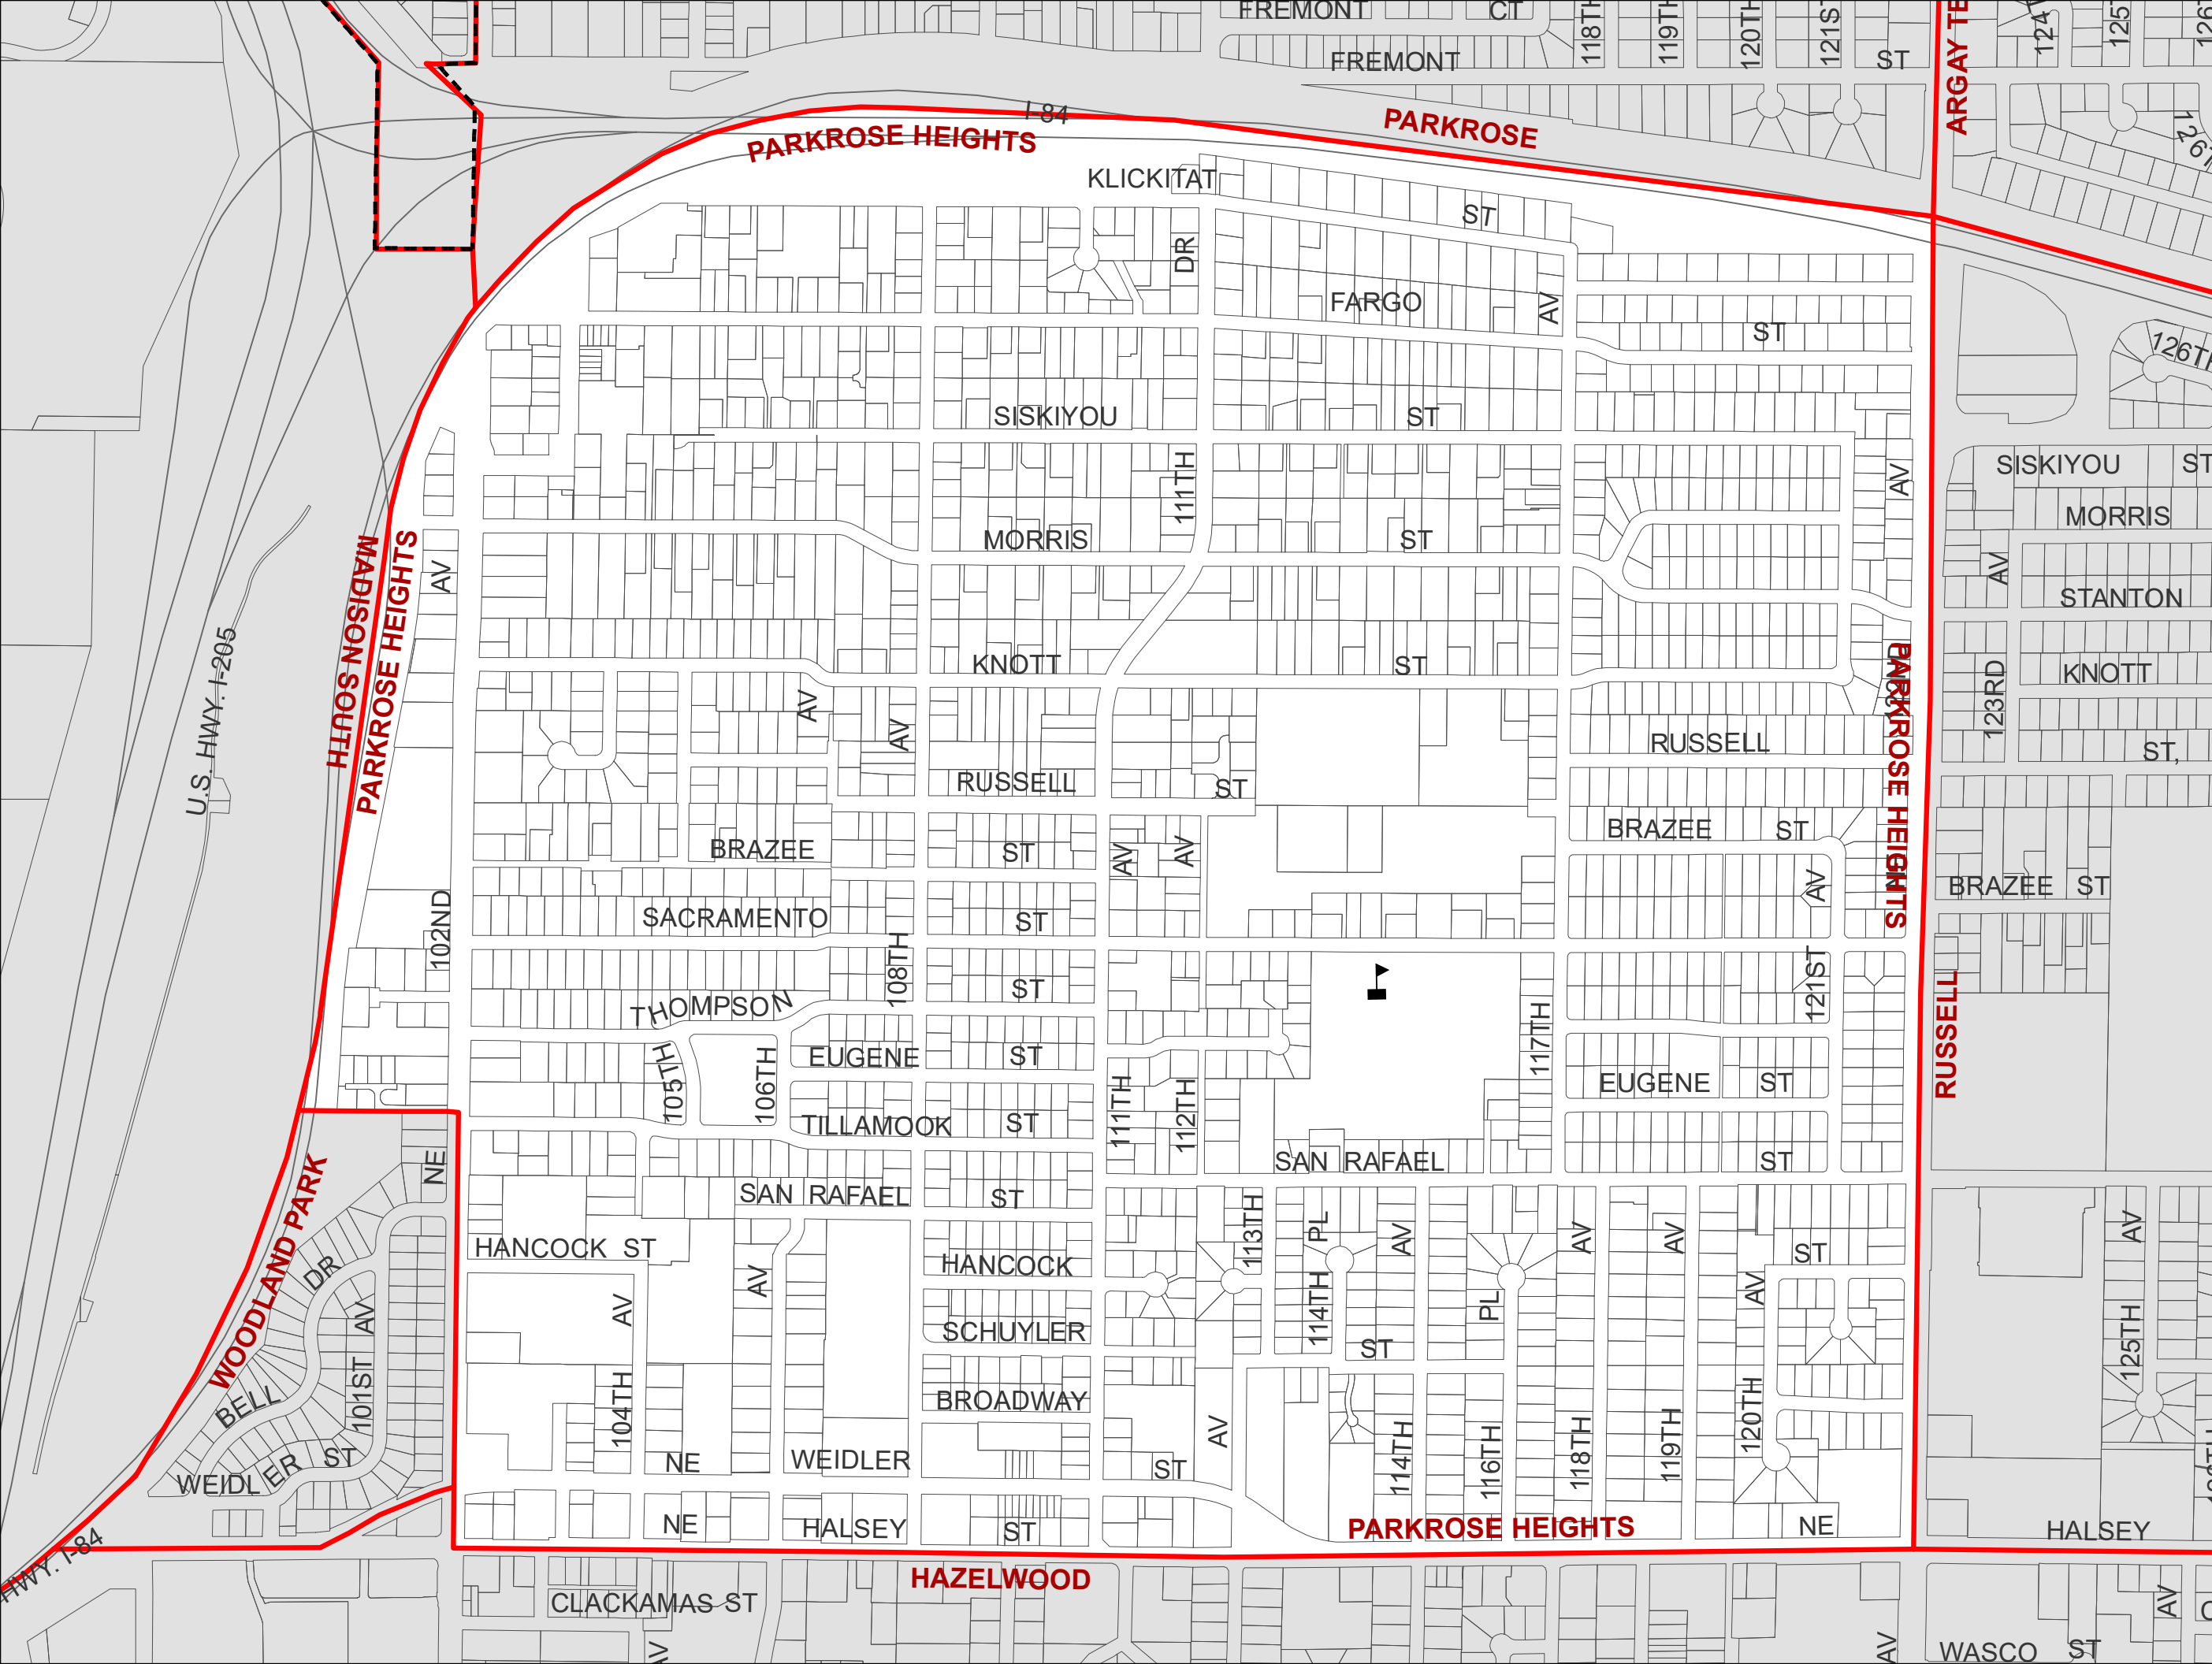 FREMONT CT
118TH 119TH 120TH 121ST
FREMONT ST
ARGAY TE
124T
I-84
PARKROSE
PARKROSE HEIGHTS
KLICKITAT ST
DR
FARGO ST
AV
126TH
SISKIYOU ST
111TH
AV
SISKIYOU ST
MORRIS ST
MORRIS
AV
AV
STANTON
MADISON SOUTH
PARKROSE HEIGHTS
U.S. HWY. I-205
KNOTT ST
KNOTT
123RD
PARKROSE HEIGHTS
AV
AV
RUSSELL ST
RUSSELL
ST,
BRAZEE ST
AV
AV
BRAZEE ST
BRAZEE ST
AV
102ND
SACRAMENTO ST
108TH
THOMPSON ST
121ST
117TH
RUSSELL
105TH
106TH
EUGENE ST
EUGENE ST
TILLAMOOK ST
111TH
112TH
SAN RAFAEL ST
NE
SAN RAFAEL ST
WOODLAND PARK
113TH
PL
AV
AV
AV
AV
HANCOCK ST
HANCOCK
ST
DR
AV
AV
AV
114TH
PL
AV
SCHUYLER ST
125TH
101ST
BELL
BROADWAY
104TH
AV
114TH
116TH
118TH
119TH
120TH
WEIDLER ST
NE WEIDLER ST
NE HALSEY ST
PARKROSE HEIGHTS
NE
HALSEY
HWY. I-84
HAZELWOOD
CLACKAMAS ST
AV
AV
AV
WASCO ST